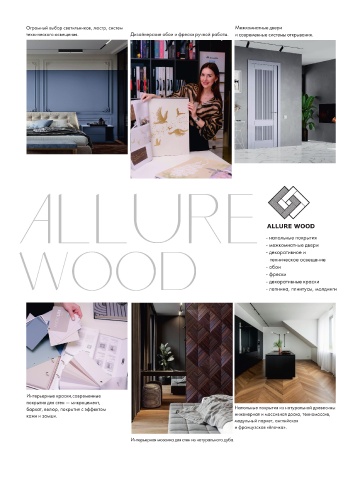 Огромный выбор светильников, люстр, систем
технического освещения.
Дизайнерские обои и фрески ручной работы.
Межкомнатные двери
и современные системы открывания.
ALLURE
WOOD
ALLURE WOOD
- напольные покрытия
- межкомнатные двери
- декоративное и
техническое освещение
- обои
- фрески
- декоративные краски
- лепнина, плинтусы, молдинги
Интерьерные краски, современные
покрытия для стен — микроцемент,
бархат, велюр, покрытия с эффектом
кожи и замши.
Интерьерная мозаика для стен из натурального дуба
Напольные покрытия из натуральной древесины:
инженерная и массивная доска,
модульный паркет, английская
и французская «ёлочка».